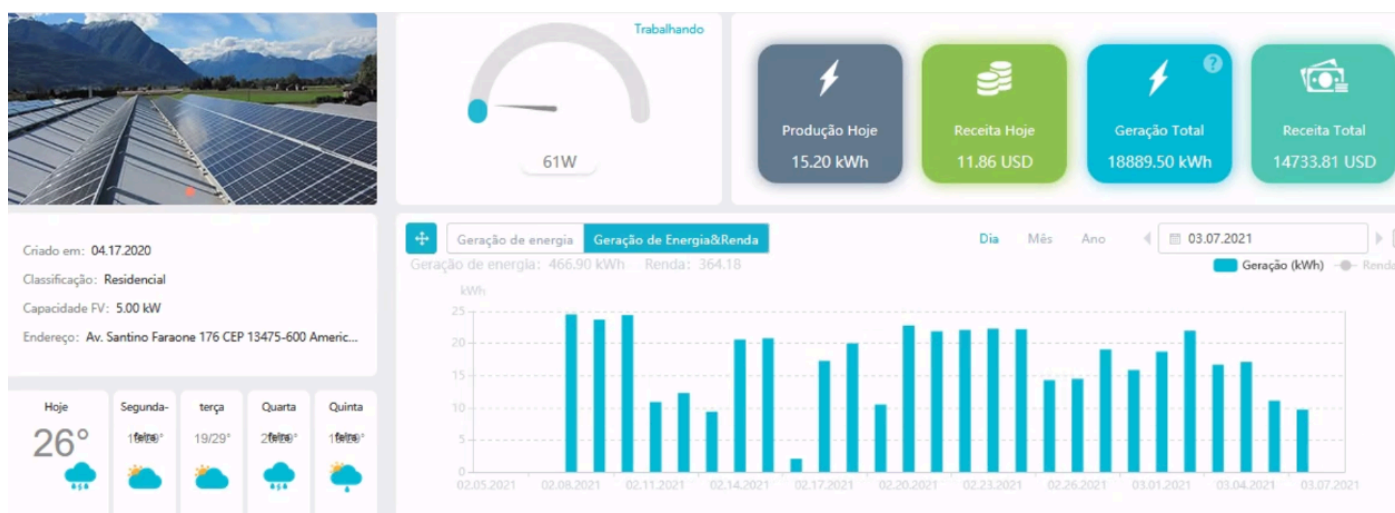 Trabalhando
61W
Produção Hoje
15.20 kWh
Receita Hoje
11.86 USD
?
Geração Total
18889.50 kWh
Receita Total
14733.81 USD
Criado em: 04.17.2020
Classificação: Residencial
Capacidade FV: 5.00 kW
Endereço: Av. Santino Faraone 176 CEP 13475-600 Americ...
Geração de energia Geração de Energia&Renda
Dia Mês Ano 03.07.2021
Geração de energia: 466.90 kWh Renda: 364.18
Geração (kWh) Renda
kWh
25
20
15
10
5
0
02.05.2021 02.08.2021 02.11.2021 02.14.2021 02.17.2021 02.20.2021 02.23.2021 02.26.2021 03.01.2021 03.04.2021 03.07.2021
Hoje
26°
Segunda-
feira
terça
19/29°
Quarta
feira
Quinta
feira